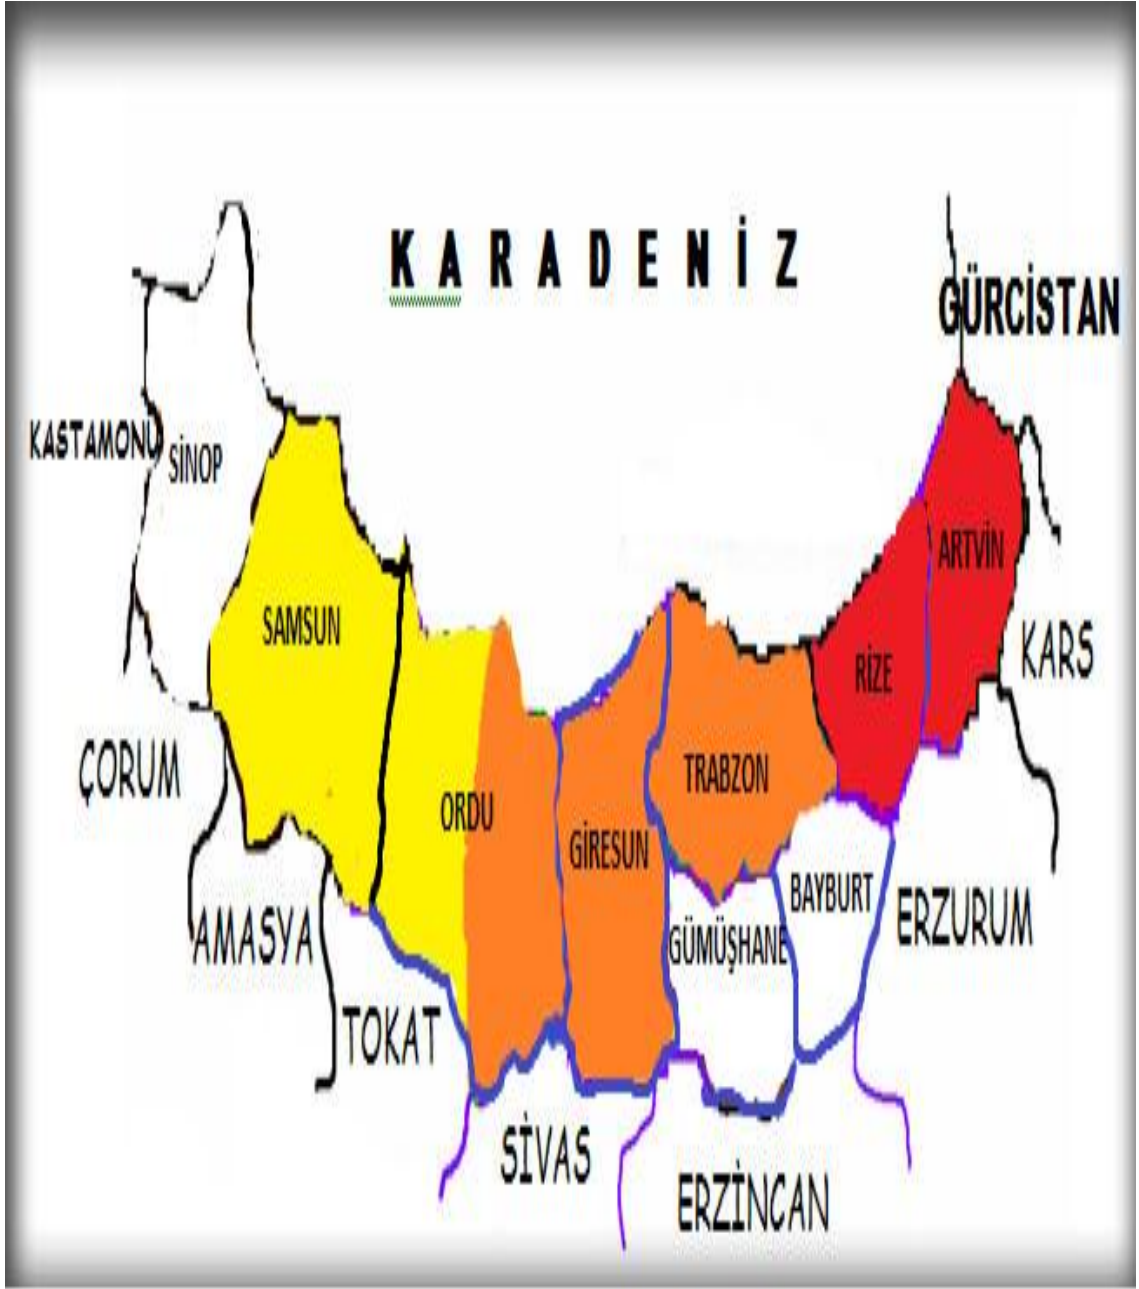 K A R A D E N İ Z
GÜRCİSTAN
KASTAMONU
SİNOP
ARTVİN
SAMSUN
KARS
RİZE
ÇORUM
TRABZON
ORDU
GİRESUN
BAYBURT
ERZURUM
AMASYA
GÜMÜŞHANE
TOKAT
SİVAS
ERZİNCAN